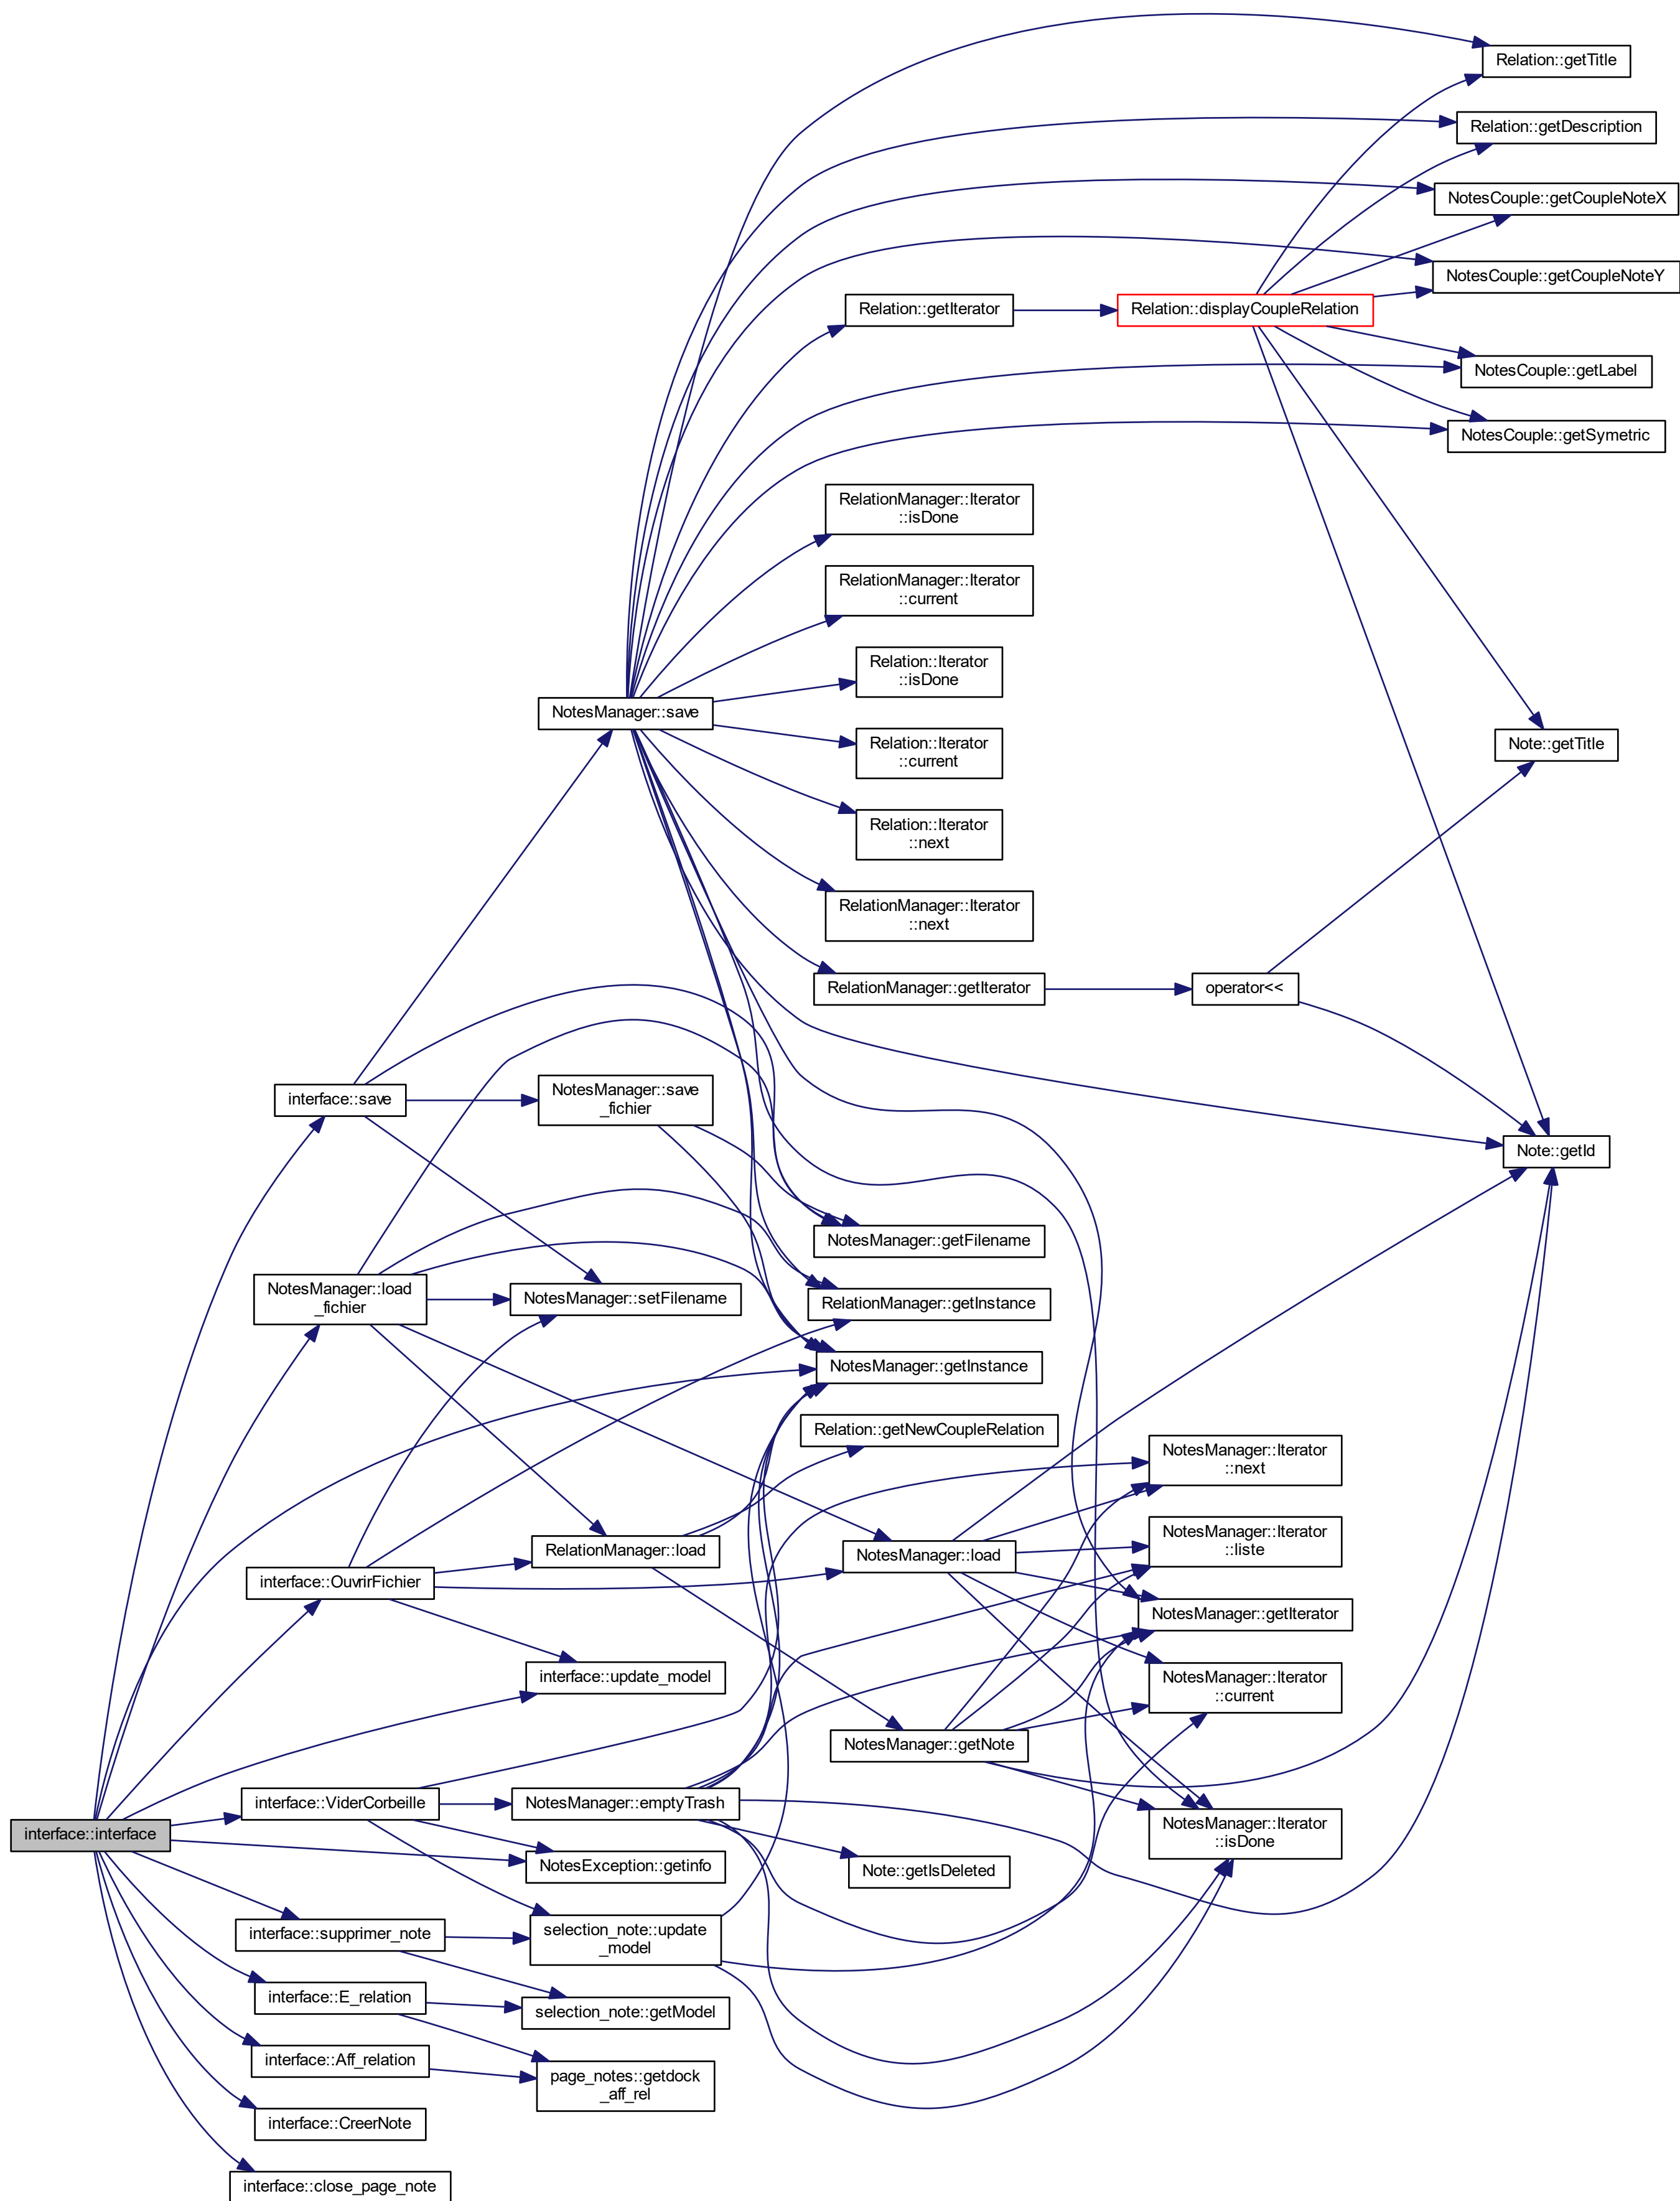 Relation::getTitle
Relation::getDescription
NotesCouple::getCoupleNoteX
NotesCouple::getCoupleNoteY
Relation::getIterator
Relation::displayCoupleRelation
NotesCouple::getLabel
NotesCouple::getSymetric
RelationManager::Iterator
::isDone
RelationManager::Iterator
::current
Relation::Iterator
::isDone
NotesManager::save
Relation::Iterator
::current
Note::getTitle
Relation::Iterator
::next
RelationManager::Iterator
::next
RelationManager::getIterator
operator<<
interface::save
NotesManager::save
_fichier
Note::getId
NotesManager::getFilename
NotesManager::load
_fichier
NotesManager::setFilename
RelationManager::getInstance
NotesManager::getInstance
Relation::getNewCoupleRelation
NotesManager::Iterator
::next
RelationManager::load
NotesManager::load
NotesManager::Iterator
::liste
interface::OuvrirFichier
NotesManager::getIterator
interface::update_model
NotesManager::Iterator
::current
NotesManager::getNote
interface::ViderCorbeille
NotesManager::emptyTrash
interface::interface
NotesManager::Iterator
::isDone
NotesException::getinfo
Note::getIsDeleted
interface::supprimer_note
selection_note::update
_model
interface::E_relation
selection_note::getModel
interface::Aff_relation
page_notes::getdock
_aff_rel
interface::CreerNote
interface::close_page_note